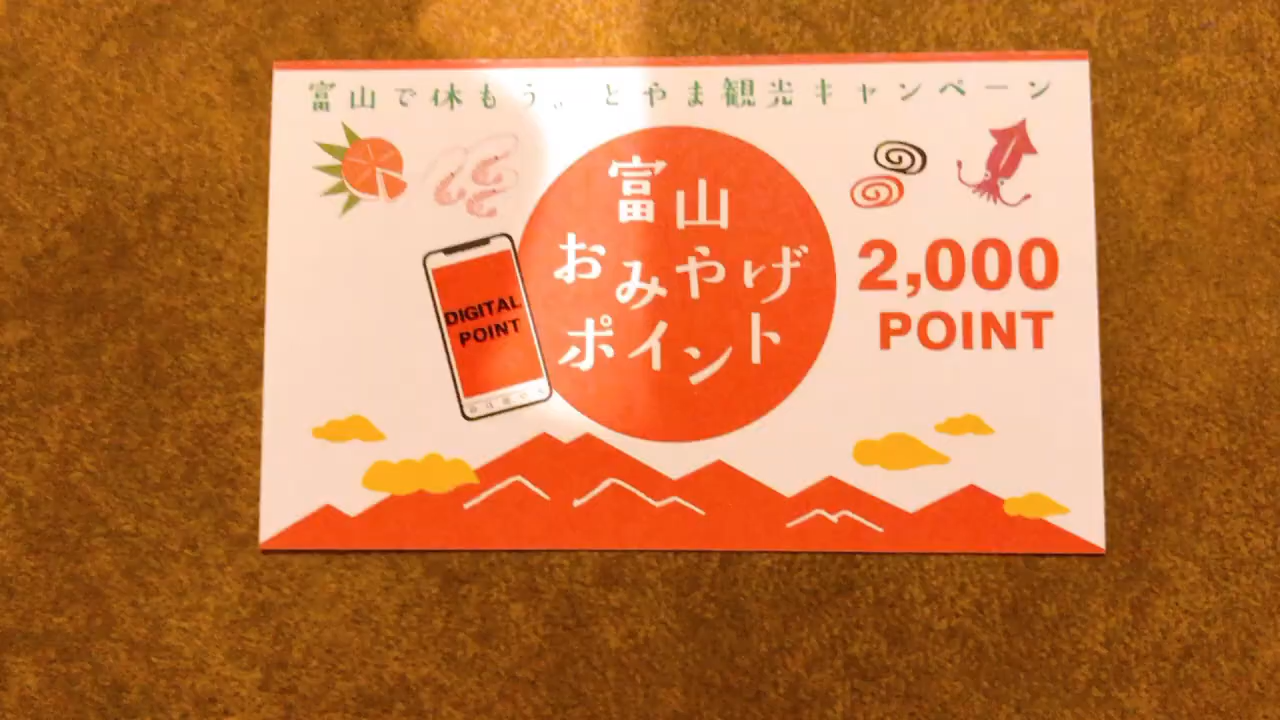 富山で休もう。とやま観光キャンペーン
富山
おみやげ
ポイント
DIGITAL
POINT
2,000
POINT